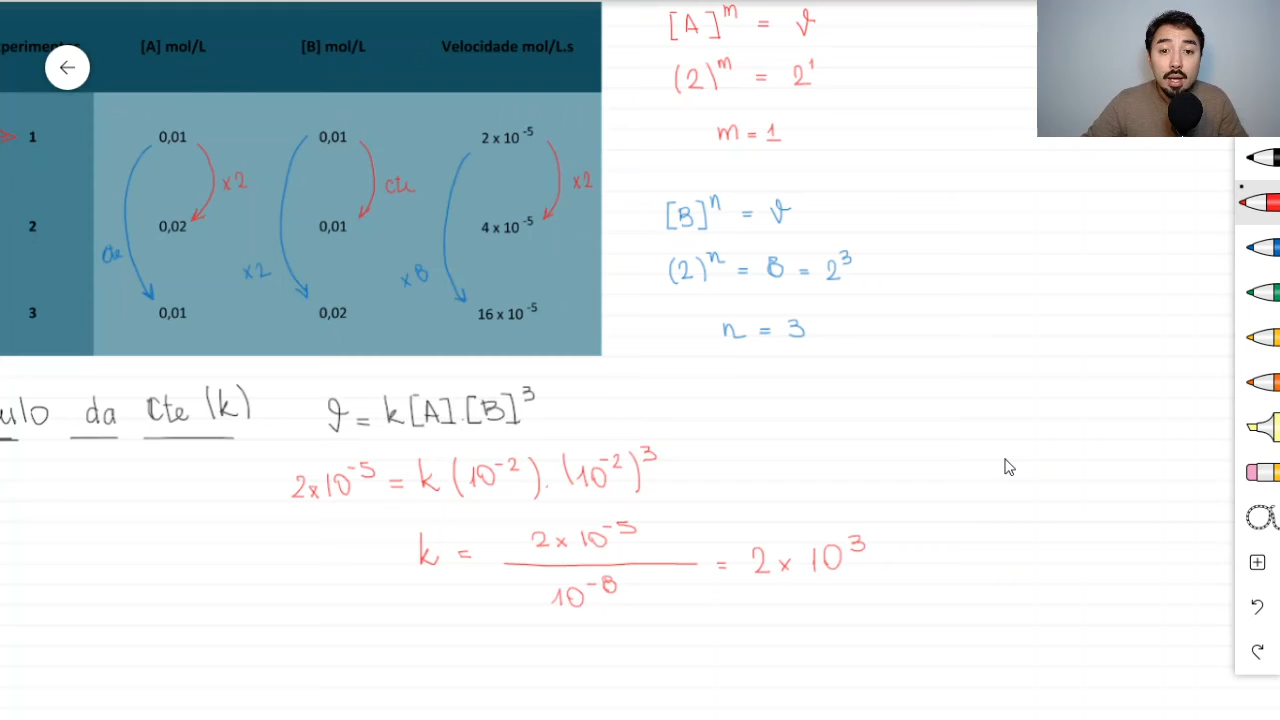 [A] mol/L [B] mol/L Velocidade mol/L.s
1 0,01 0,01 2 x 10⁻⁵
x2 Cte x2
2 0,02 0,01 4 x 10⁻⁵
Cte x2 x8
3 0,01 0,02 16 x 10⁻⁵
[A]ᵐ = ϑ
(2)ᵐ = 2¹
m = 1
[B]ⁿ = ϑ
(2)ⁿ = 8 = 2³
n = 3
da Cte (k) ϑ = k[A].[B]³
2x10⁻⁵ = k(10⁻²).(10⁻²)³
k = 2 x 10⁻⁵ / 10⁻⁸ = 2 x 10³